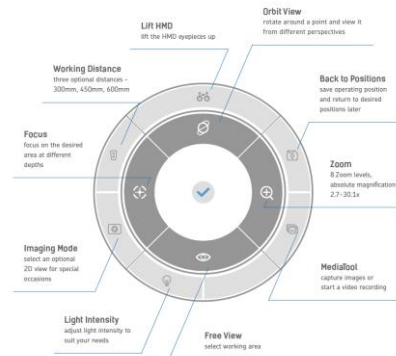 Lift HMD
lift the HMD eyepieces up
Orbit View
rotate around a point and view it
from different perspectives
Working Distance
three optional distances -
300mm, 450mm, 600mm
Back to Positions
save operating position
and return to desired
positions later
Focus
focus on the desired
area at different
depths
Zoom
8 Zoom levels,
absolute magnification
2.7-30.1x
Imaging Mode
select an optional
2D view for special
occasions
MediaTool
capture images or
start a video recording
Light Intensity
adjust light intensity to
suit your needs
Free View
select working area